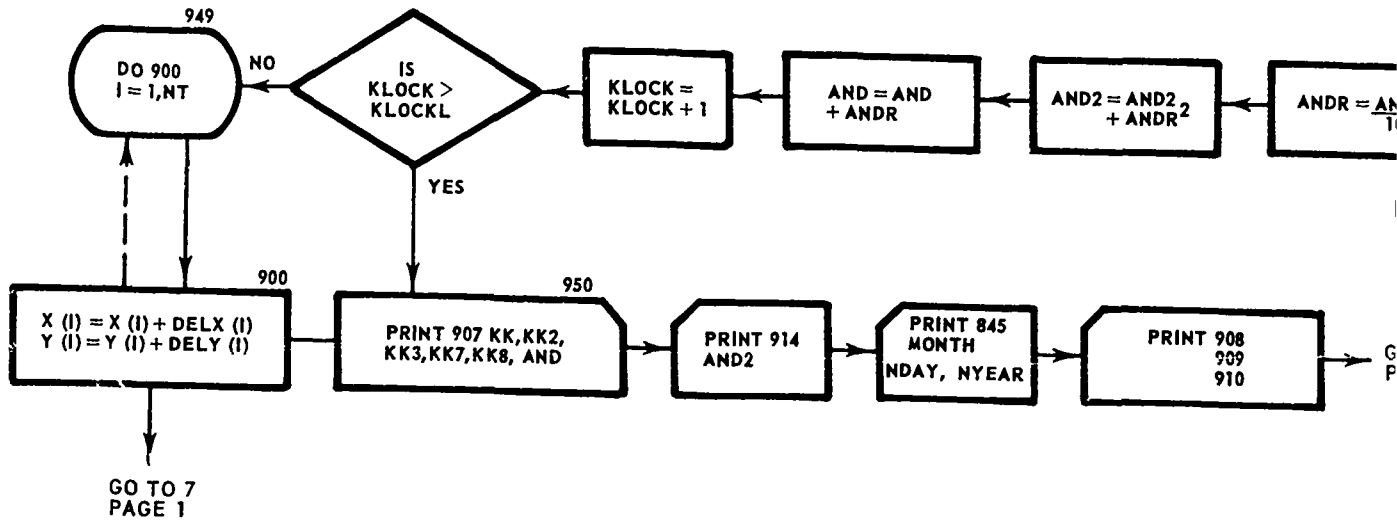 949
DO 900
I = 1,NT
NO
IS
KLOCK >
KLOCKL
YES
KLOCK =
KLOCK + 1
AND = AND
+ ANDR
AND2 = AND2
+ ANDR²
ANDR =
900
X (I) = X (I) + DELX (I)
Y (I) = Y (I) + DELY (I)
GO TO 7
PAGE 1
950
PRINT 907 KK,KK2,
KK3,KK7,KK8, AND
PRINT 914
AND2
PRINT 845
MONTH
NDAY, NYEAR
PRINT 908
909
910